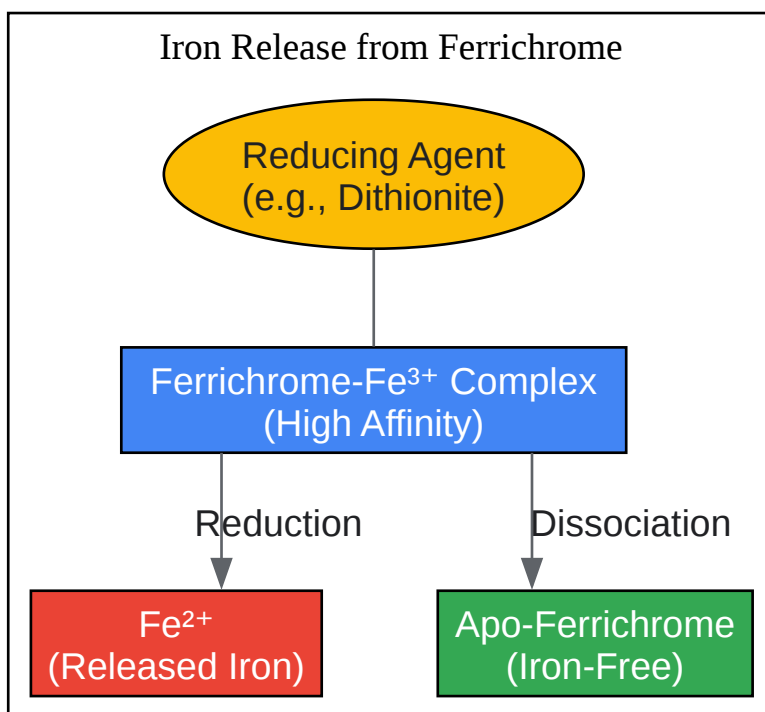 Iron Release from Ferrichrome
Reducing Agent
(e.g., Dithionite)
Ferrichrome-Fe³⁺ Complex
(High Affinity)
Reduction
Dissociation
Fe²⁺
(Released Iron)
Apo-Ferrichrome
(Iron-Free)